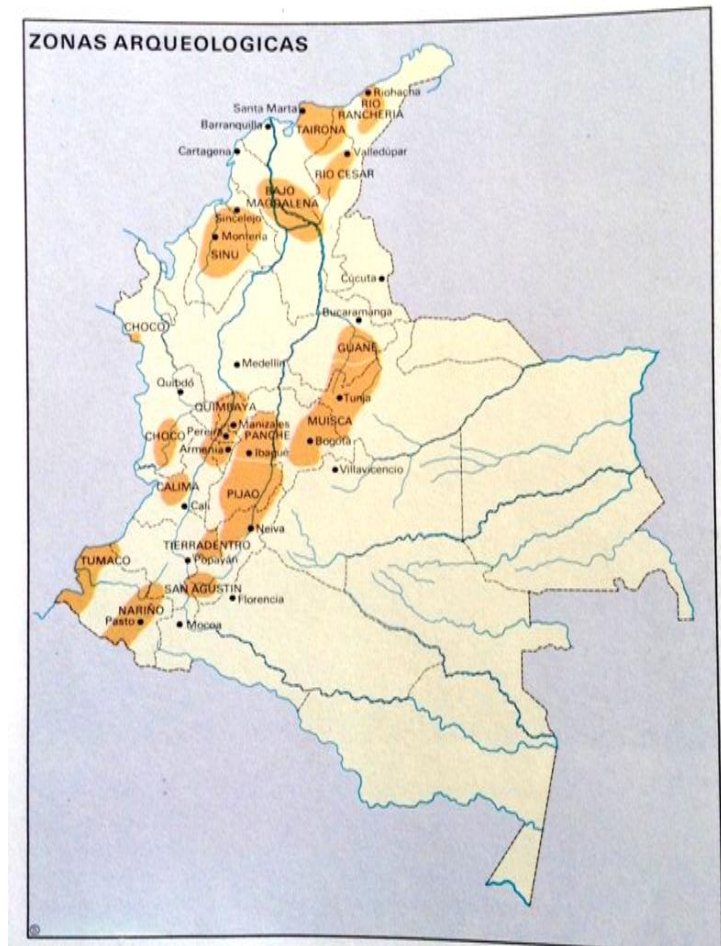 ZONAS ARQUEOLOGICAS
Riohacha
RIO
RANCHERIA
Santa Marta
TAIRONA
Barranquilla
Cartagena
Valledúpar
RIO CESAR
BAJO
MAGDALENA
Sincelejo
Montería
SINU
Cúcuta
Bucaramanga
CHOCO
GUANE
Medellín
Quibdó
Tunja
QUIMBAYA
MUISCA
Manizales
Pereira
PANCHE
CHOCO
Bogotá
Armenia
Ibagué
Villavicencio
CALIMA
PIJAO
Cali
Neiva
TIERRADENTRO
Popayán
TUMACO
SAN AGUSTIN
Florencia
NARIÑO
Pasto
Mocoa